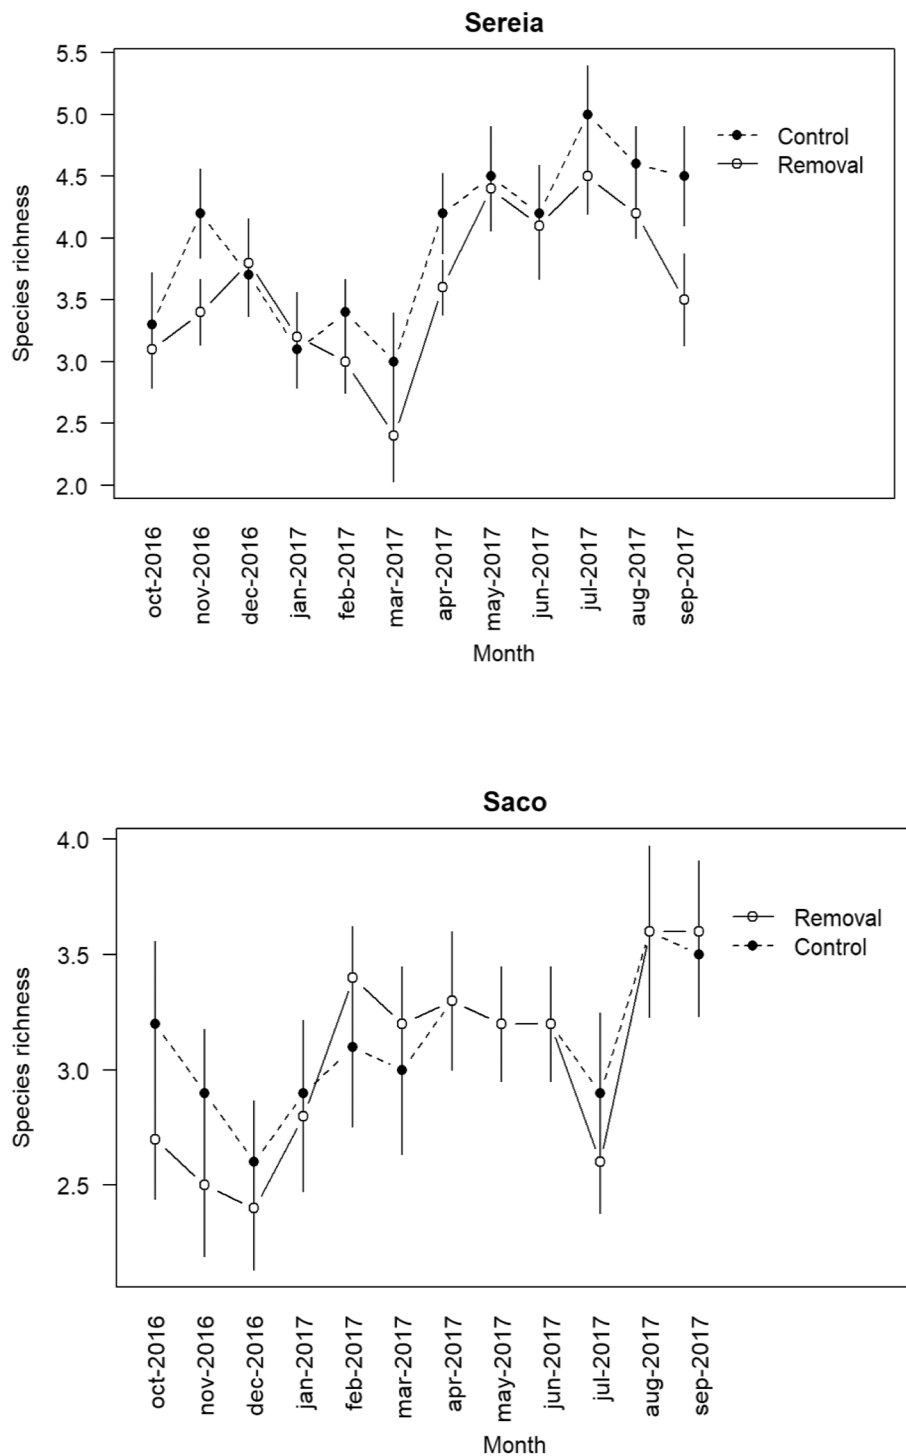 Sereia
5.5
5.0
4.5
4.0
3.5
3.0
2.5
2.0
Species richness
Control
Removal
oct-2016
nov-2016
dec-2016
jan-2017
feb-2017
mar-2017
apr-2017
may-2017
jun-2017
jul-2017
aug-2017
sep-2017
Month
Saco
4.0
3.5
3.0
2.5
Species richness
Removal
Control
oct-2016
nov-2016
dec-2016
jan-2017
feb-2017
mar-2017
apr-2017
may-2017
jun-2017
jul-2017
aug-2017
sep-2017
Month